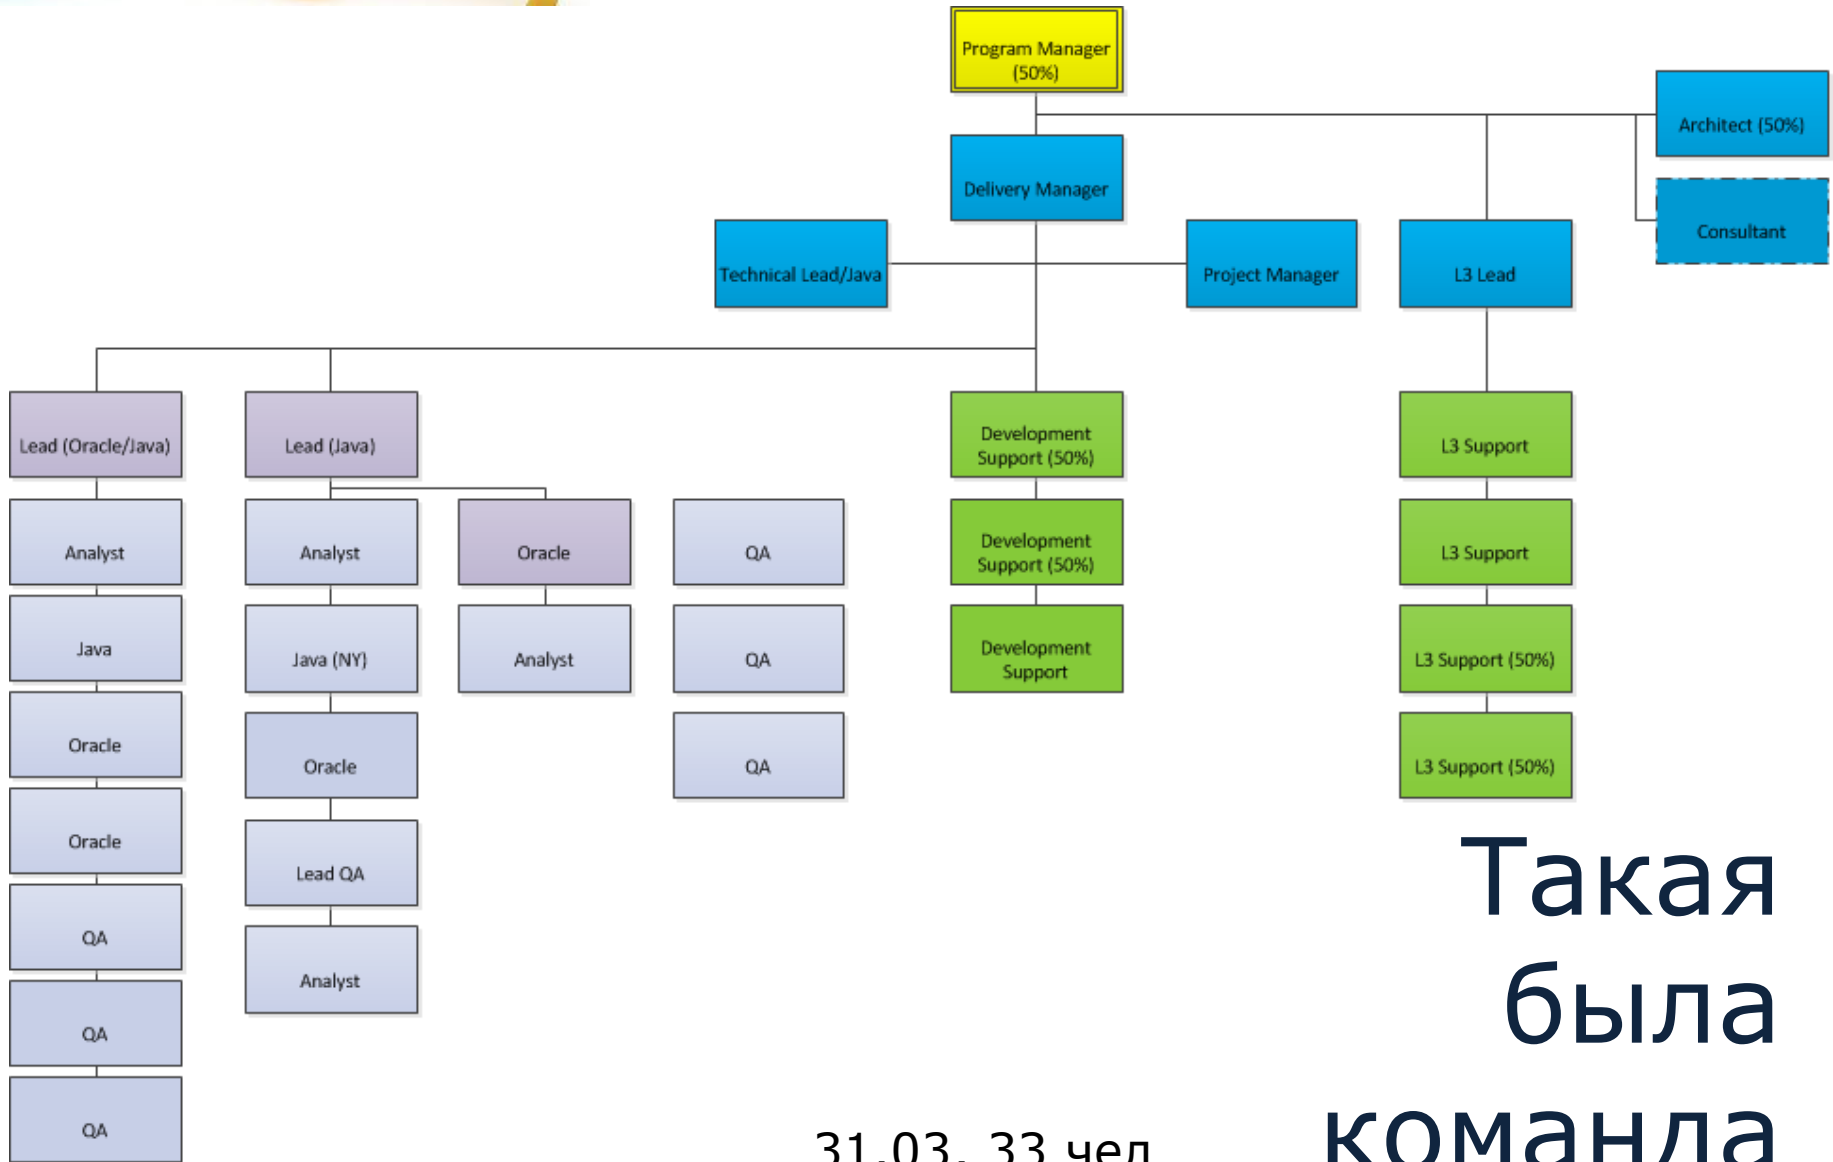 Program Manager
(50%)
Architect (50%)
Delivery Manager
Consultant
Technical Lead/Java
Project Manager
L3 Lead
Lead (Oracle/Java)
Lead (Java)
Development
Support (50%)
L3 Support
Analyst
Analyst
Oracle
QA
Development
Support (50%)
L3 Support
Java
Java (NY)
Analyst
QA
Development
Support
L3 Support (50%)
Oracle
Oracle
QA
L3 Support (50%)
Oracle
Lead QA
QA
Analyst
QA
QA
Такая
была
команда
31.03, 33 чел